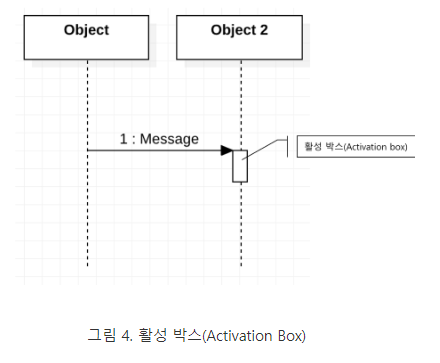 Object
Object 2
1 : Message
활성 박스(Activation box)
그림 4. 활성 박스(Activation Box)